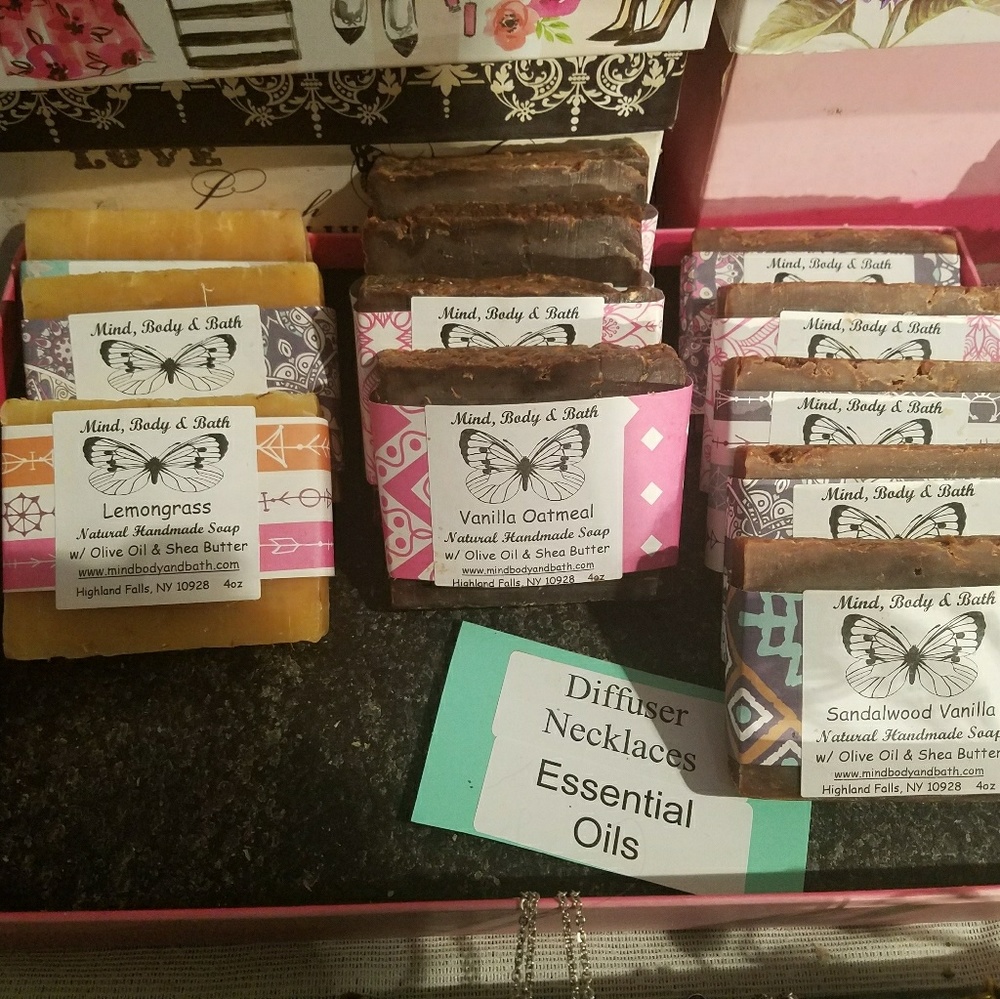 LOVE
Mind, Body & Bath
Mind, Body & Bath
Lemongrass
Natural Handmade Soap
w/ Olive Oil & Shea Butter
www.mindbodyandbath.com
Highland Falls, NY 10928 4oz
Mind, Body & Bath
Mind, Body & Bath
Vanilla Oatmeal
Natural Handmade Soap
w/ Olive Oil & Shea Butter
www.mindbodyandbath.com
Highland Falls, NY 10928 4oz
Mind, Body & Bath
Mind, Body & Bath
Mind, Body & Bath
Mind, Body & Bath
Mind, Body & Bath
Sandalwood Vanilla
Natural Handmade Soap
w/ Olive Oil & Shea Butter
www.mindbodyandbath.com
Highland Falls, NY 10928 4oz
Diffuser
Necklaces
Essential
Oils